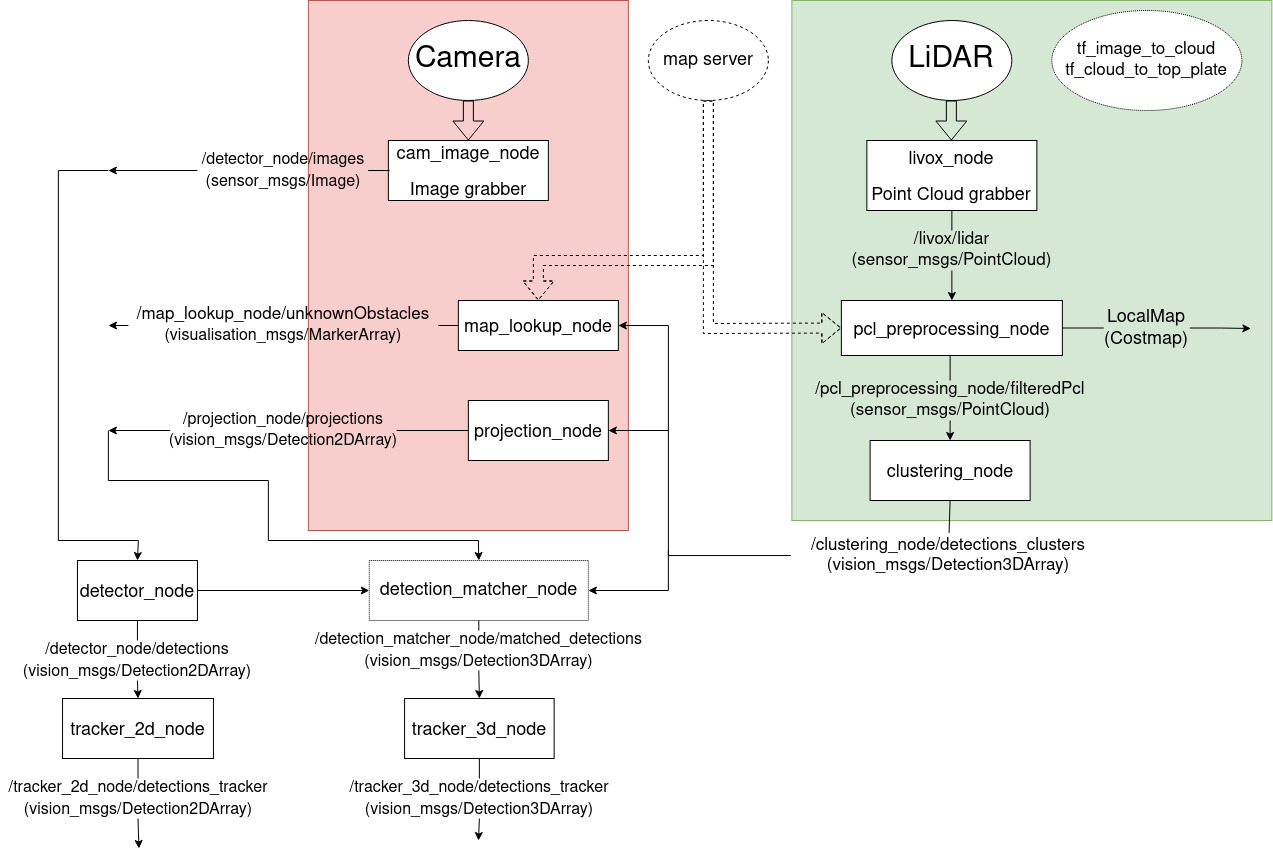 Camera
map server
LiDAR
tf_image_to_cloud
tf_cloud_to_top_plate
/detector_node/images
(sensor_msgs/Image)
cam_image_node
Image grabber
livox_node
Point Cloud grabber
/livox/lidar
(sensor_msgs/PointCloud)
/map_lookup_node/unknownObstacles
(visualisation_msgs/MarkerArray)
map_lookup_node
pcl_preprocessing_node
LocalMap
(Costmap)
/pcl_preprocessing_node/filteredPcl
(sensor_msgs/PointCloud)
/projection_node/projections
(vision_msgs/Detection2DArray)
projection_node
clustering_node
/clustering_node/detections_clusters
(vision_msgs/Detection3DArray)
detector_node
detection_matcher_node
/detector_node/detections
(vision_msgs/Detection2DArray)
/detection_matcher_node/matched_detections
(vision_msgs/Detection3DArray)
tracker_2d_node
tracker_3d_node
/tracker_2d_node/detections_tracker
(vision_msgs/Detection2DArray)
/tracker_3d_node/detections_tracker
(vision_msgs/Detection3DArray)